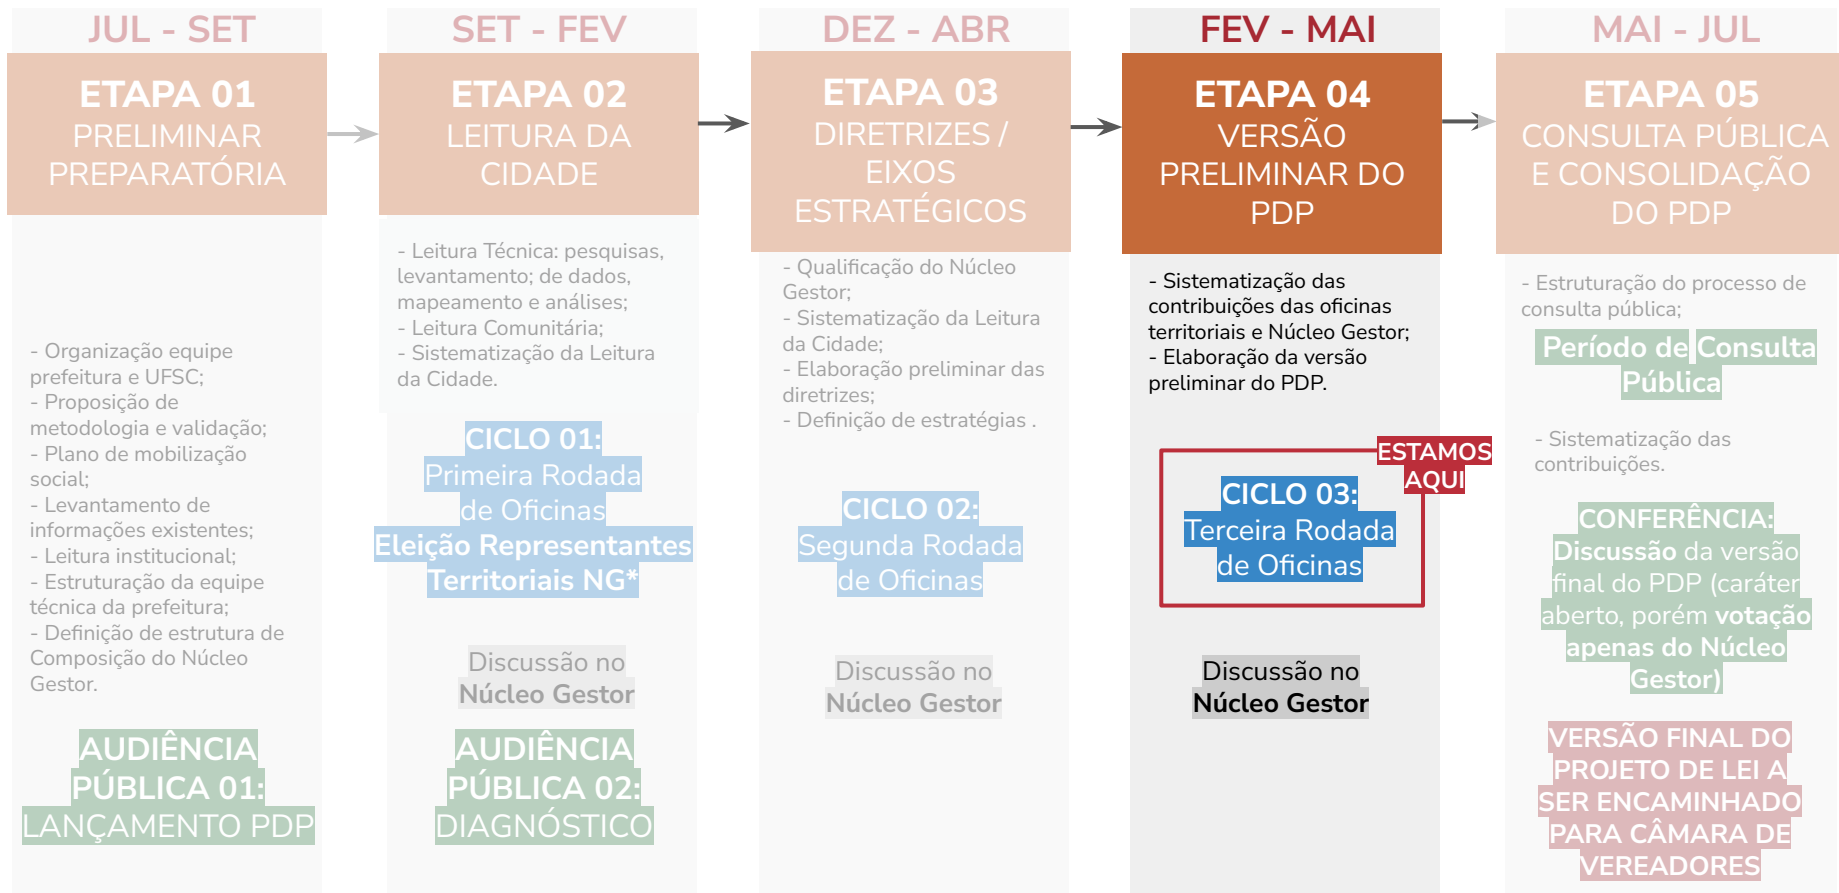 JUL - SET
ETAPA 01
PRELIMINAR
PREPARATÓRIA
- Organização equipe
prefeitura e UFSC;
- Proposição de
metodologia e validação;
- Plano de mobilização
social;
- Levantamento de
informações existentes;
- Leitura institucional;
- Estruturação da equipe
técnica da prefeitura;
- Definição de estrutura de
Composição do Núcleo
Gestor.
AUDIÊNCIA
PÚBLICA 01:
LANÇAMENTO PDP
SET - FEV
ETAPA 02
LEITURA DA
CIDADE
- Leitura Técnica: pesquisas,
levantamento; de dados,
mapeamento e análises;
- Leitura Comunitária;
- Sistematização da Leitura
da Cidade.
CICLO 01:
Primeira Rodada
de Oficinas
Eleição Representantes
Territoriais NG*
Discussão no
Núcleo Gestor
AUDIÊNCIA
PÚBLICA 02:
DIAGNÓSTICO
DEZ - ABR
ETAPA 03
DIRETRIZES /
EIXOS
ESTRATÉGICOS
- Qualificação do Núcleo
Gestor;
- Sistematização da Leitura
da Cidade;
- Elaboração preliminar das
diretrizes;
- Definição de estratégias .
CICLO 02:
Segunda Rodada
de Oficinas
Discussão no
Núcleo Gestor
FEV - MAI
ETAPA 04
VERSÃO
PRELIMINAR DO
PDP
- Sistematização das
contribuições das oficinas
territoriais e Núcleo Gestor;
- Elaboração da versão
preliminar do PDP.
ESTAMOS
AQUI
CICLO 03:
Terceira Rodada
de Oficinas
Discussão no
Núcleo Gestor
MAI - JUL
ETAPA 05
CONSULTA PÚBLICA
E CONSOLIDAÇÃO
DO PDP
- Estruturação do processo de
consulta pública;
Período de Consulta
Pública
- Sistematização das
contribuições.
CONFERÊNCIA:
Discussão da versão
final do PDP (caráter
aberto, porém votação
apenas do Núcleo
Gestor)
VERSÃO FINAL DO
PROJETO DE LEI A
SER ENCAMINHADO
PARA CÂMARA DE
VEREADORES